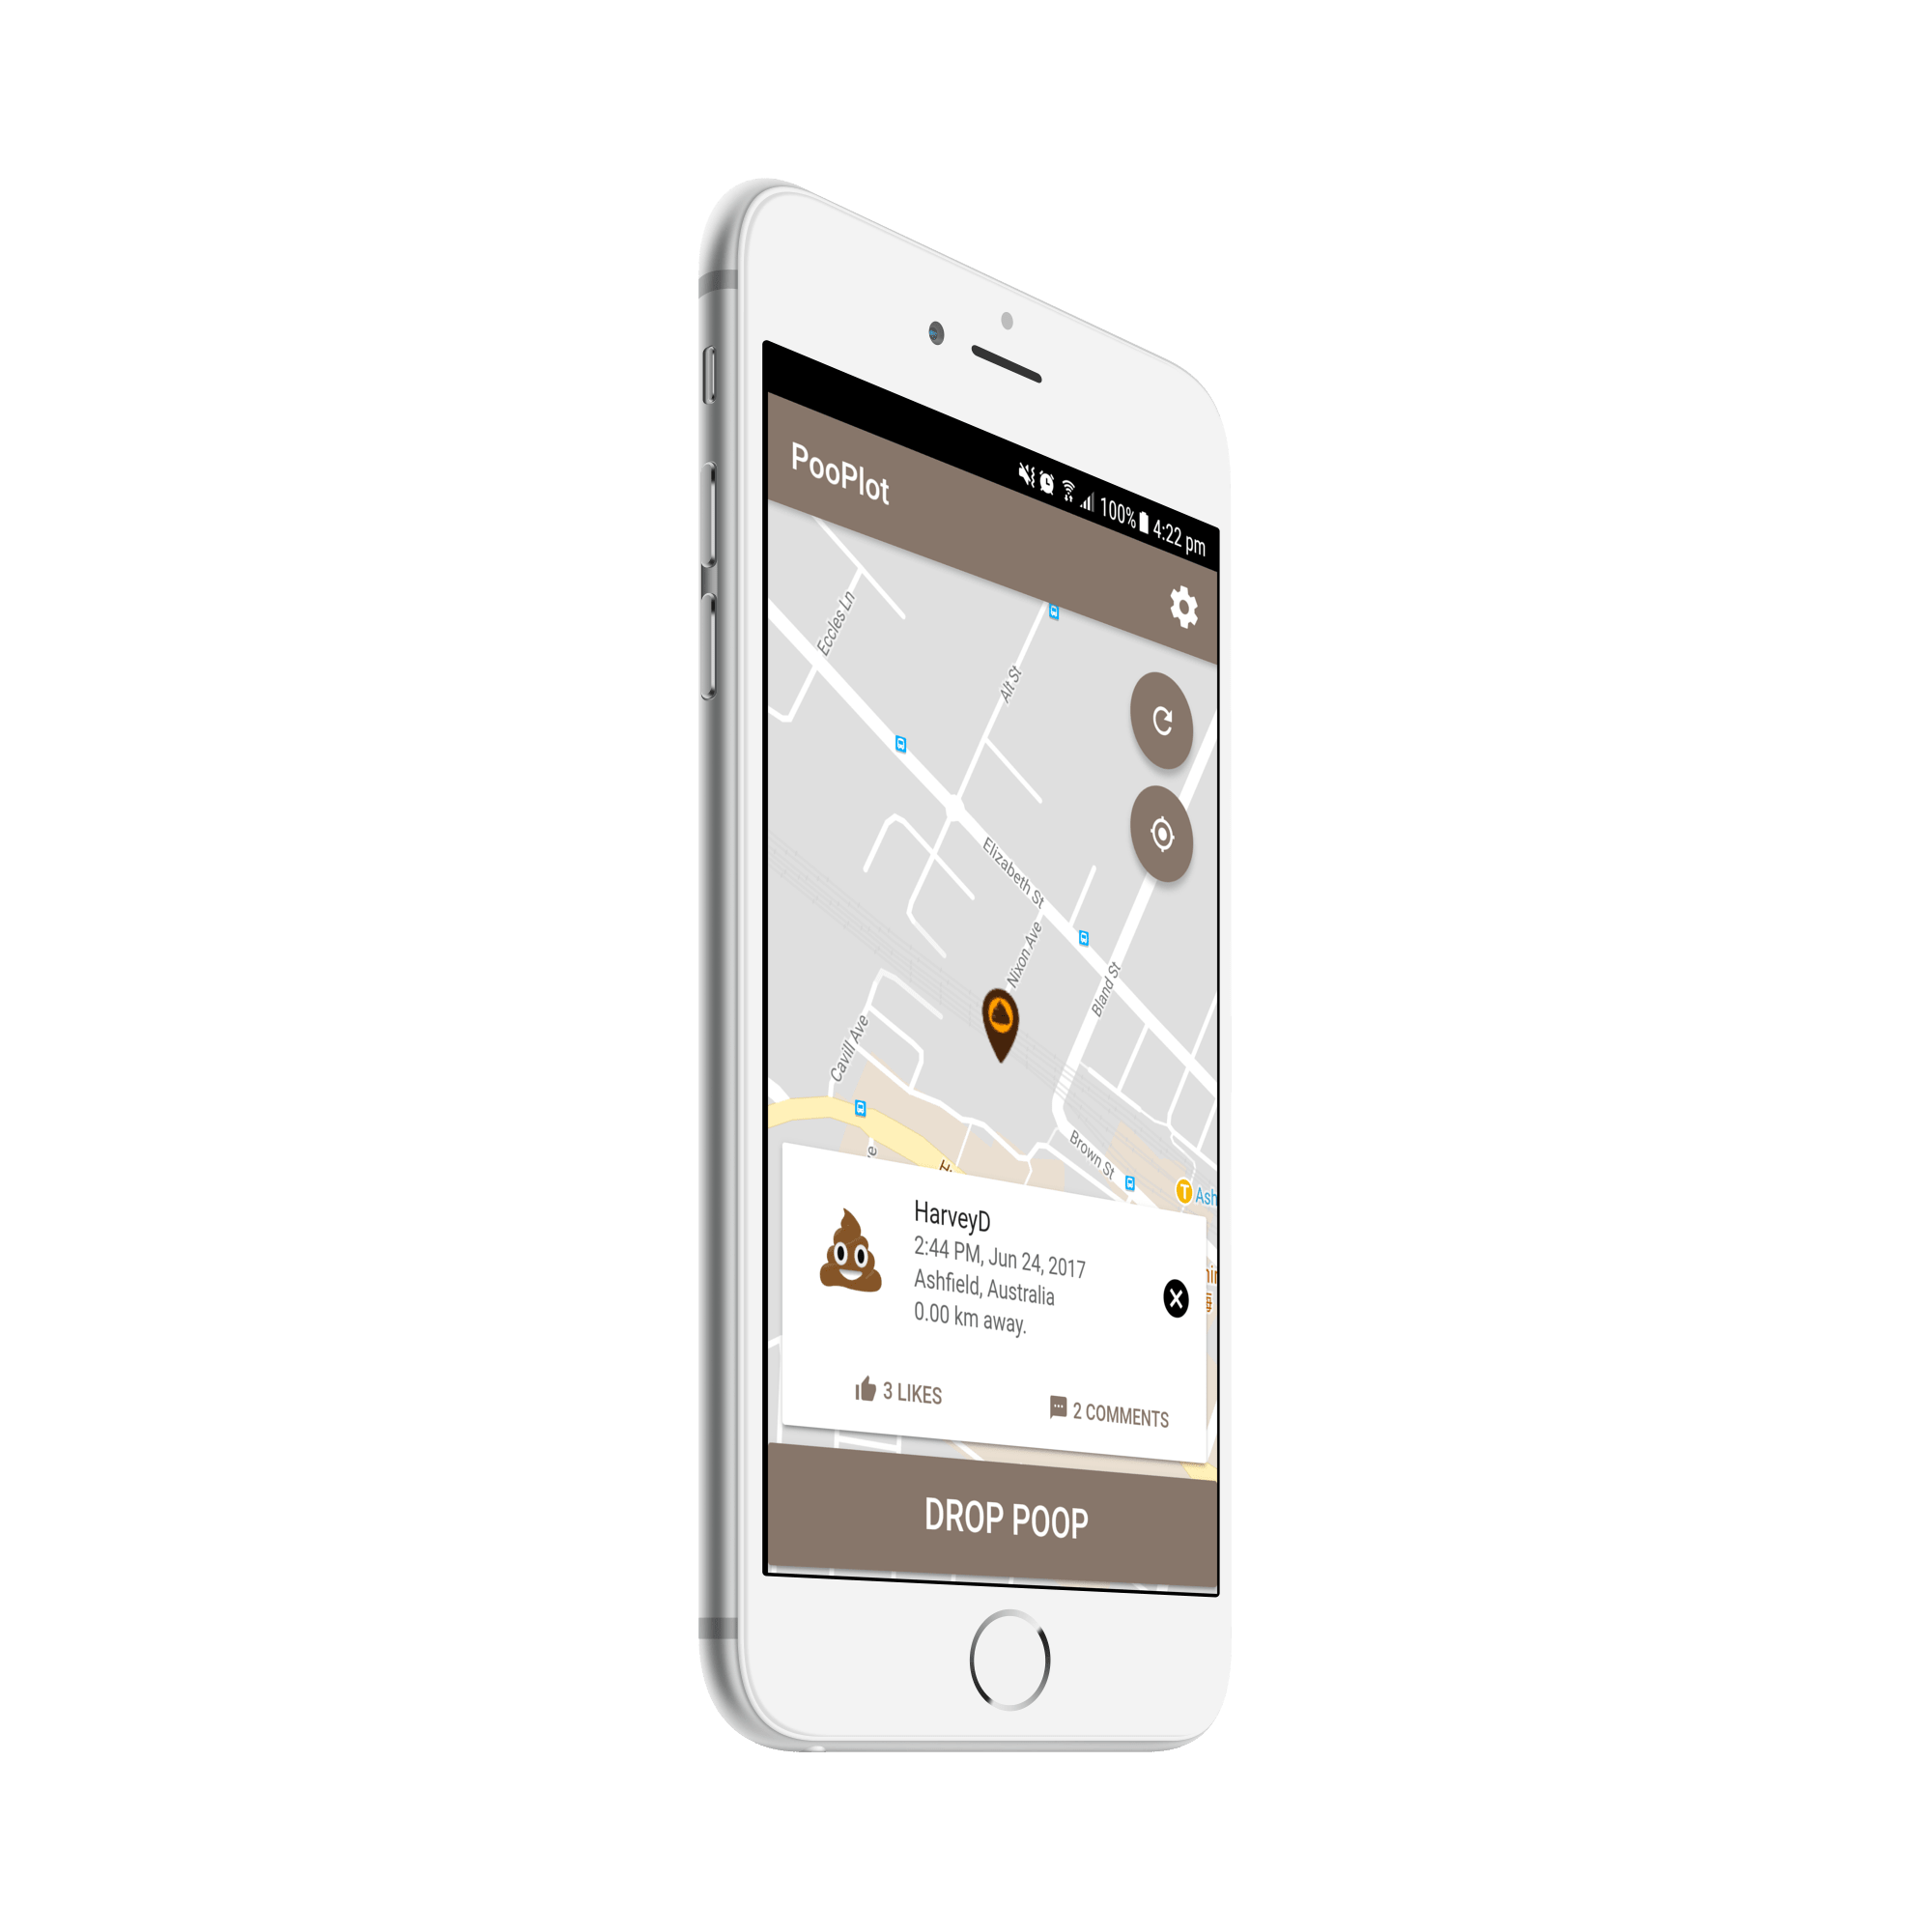 100% 4:22 pm
PooPlot
Eccles Ln
Alt St
Elizabeth St
Nixon Ave
Bland St
Cavill Ave
Brown St
T
Ash
HarveyD
2:44 PM, Jun 24, 2017
Ashfield, Australia
0.00 km away.
3 LIKES
2 COMMENTS
DROP POOP